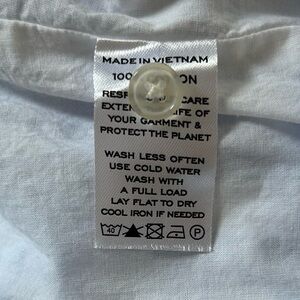 MADE IN VIETNAM
100%
CARE
OF
YOUR GARMENT &
PROTECT THE PLANET
WASH LESS OFTEN
USE COLD WATER
WASH WITH
A FULL LOAD
LAY FLAT TO DRY
COOL IRON IF NEEDED
40 P